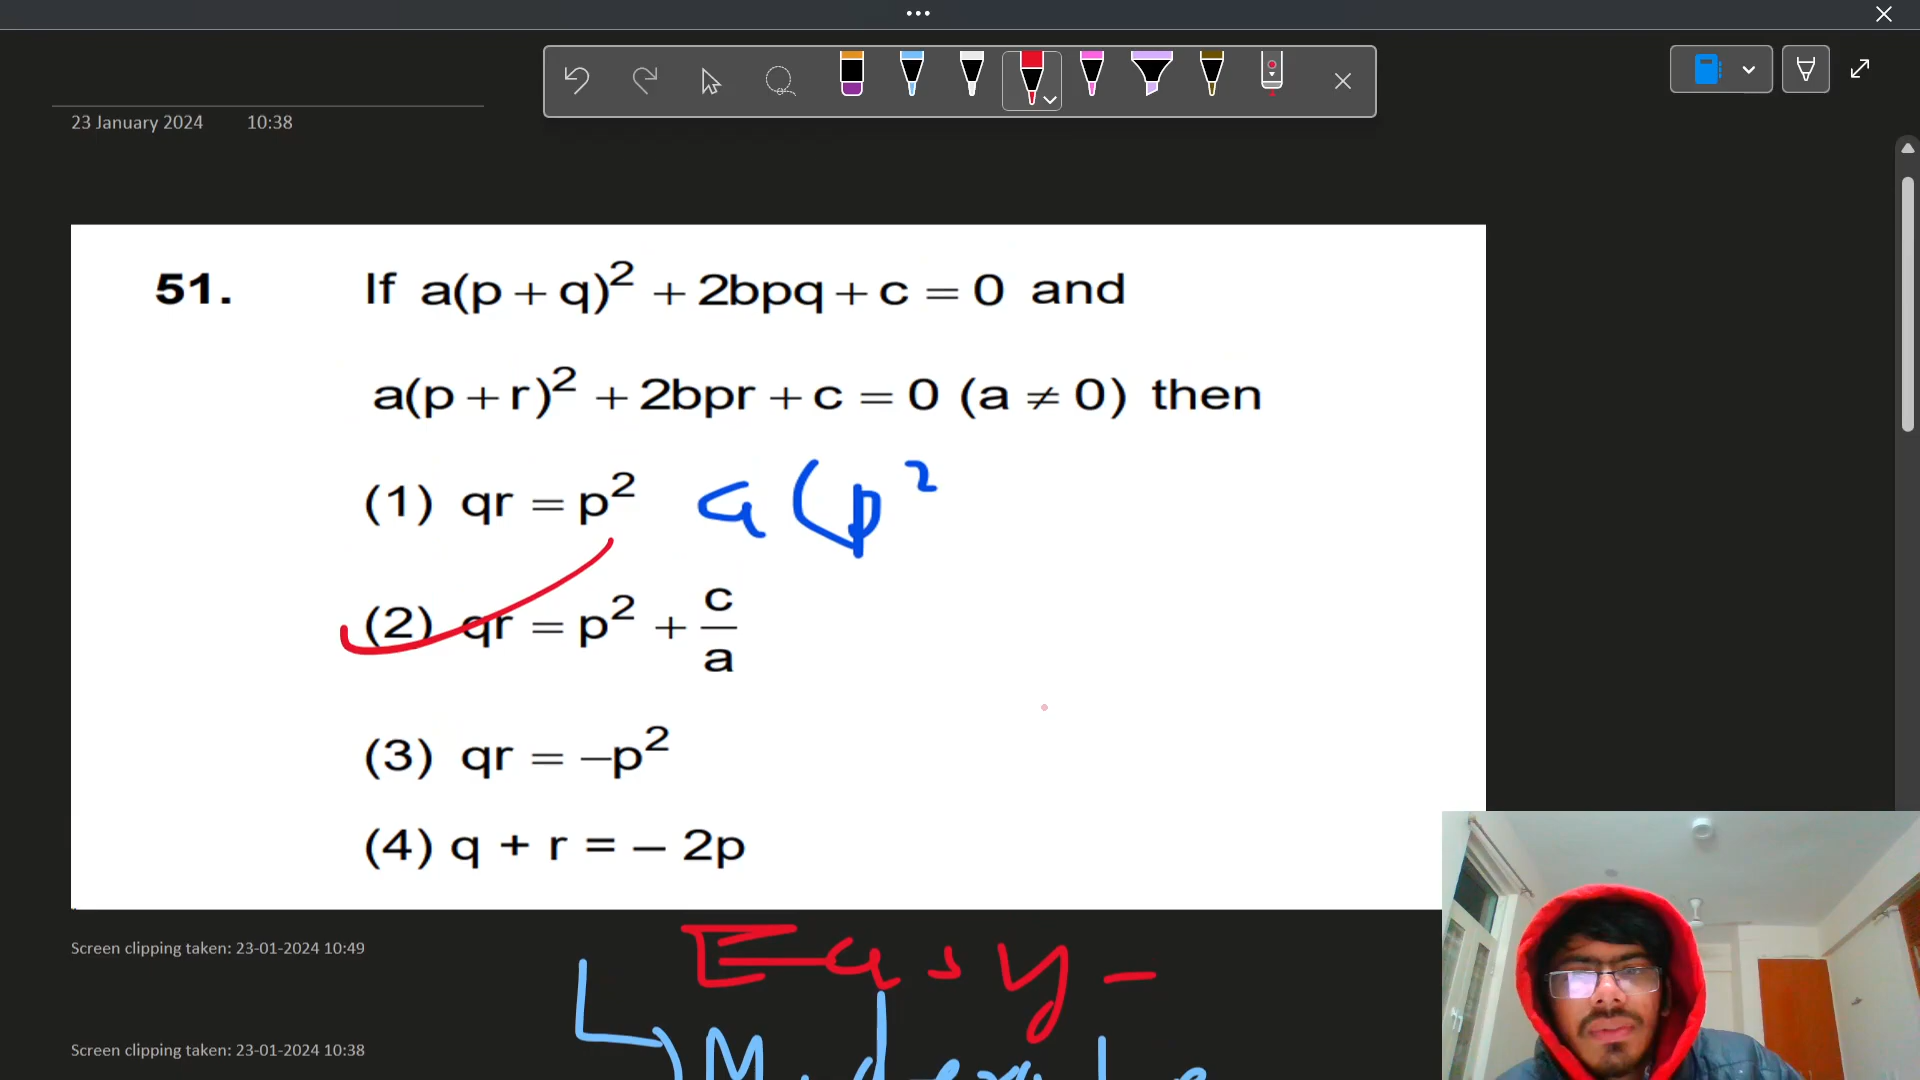 23 January 2024 10:38
51. If a(p + q)² + 2bpq + c = 0 and
a(p + r)² + 2bpr + c = 0 (a ≠ 0) then
(1) qr = p² a(p²
(2) qr = p² + c/a
(3) qr = –p²
(4) q + r = – 2p
Screen clipping taken: 23-01-2024 10:49
Easy –
Screen clipping taken: 23-01-2024 10:38